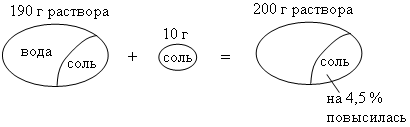 190 г раствора
200 г раствора
10 г
вода
соль
+
соль
=
соль
на 4,5 %
повысилась